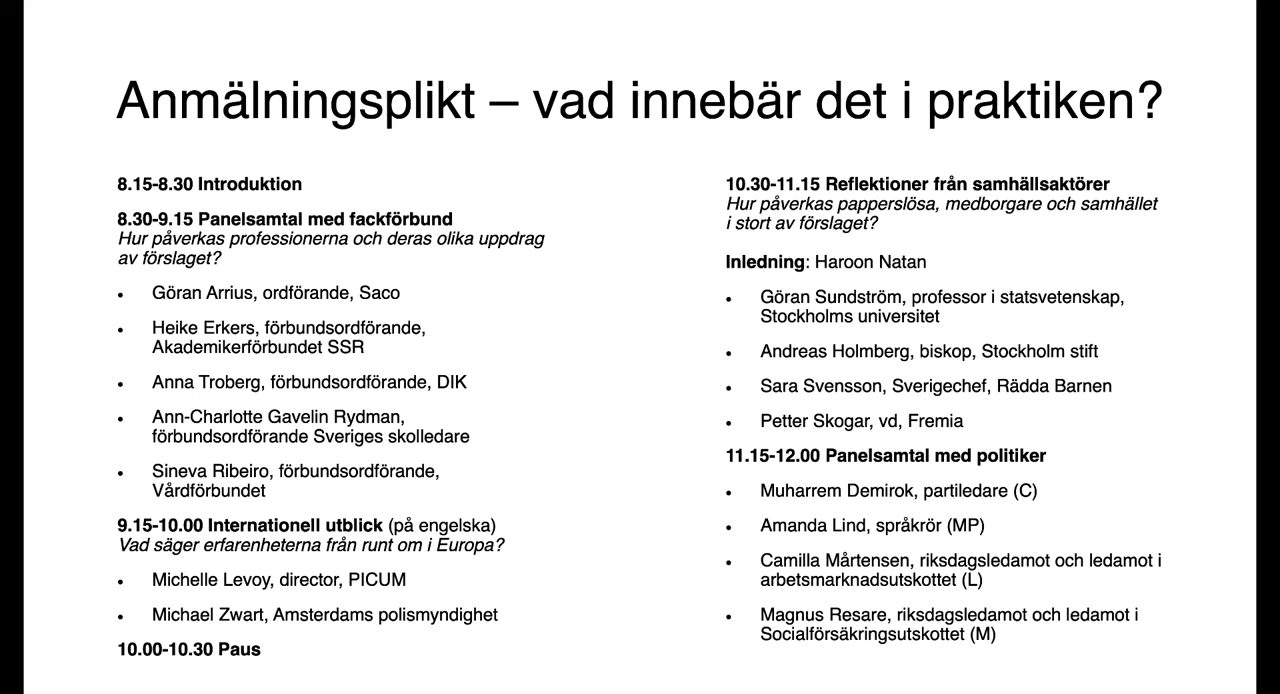 Anmälningsplikt – vad innebär det i praktiken?
8.15-8.30 Introduktion
8.30-9.15 Panelsamtal med fackförbund
Hur påverkas professionerna och deras olika uppdrag
av förslaget?
• Göran Arrius, ordförande, Saco
• Heike Erkers, förbundsordförande,
Akademikerförbundet SSR
• Anna Troberg, förbundsordförande, DIK
• Ann-Charlotte Gavelin Rydman,
förbundsordförande Sveriges skolledare
• Sineva Ribeiro, förbundsordförande,
Vårdförbundet
9.15-10.00 Internationell utblick (på engelska)
Vad säger erfarenheterna från runt om i Europa?
• Michelle Levoy, director, PICUM
• Michael Zwart, Amsterdams polismyndighet
10.00-10.30 Paus
10.30-11.15 Reflektioner från samhällsaktörer
Hur påverkas papperslösa, medborgare och samhället
i stort av förslaget?
Inledning: Haroon Natan
• Göran Sundström, professor i statsvetenskap,
Stockholms universitet
• Andreas Holmberg, biskop, Stockholm stift
• Sara Svensson, Sverigechef, Rädda Barnen
• Petter Skogar, vd, Fremia
11.15-12.00 Panelsamtal med politiker
• Muharrem Demirok, partiledare (C)
• Amanda Lind, språkrör (MP)
• Camilla Mårtensen, riksdagsledamot och ledamot i
arbetsmarknadsutskottet (L)
• Magnus Resare, riksdagsledamot och ledamot i
Socialförsäkringsutskottet (M)